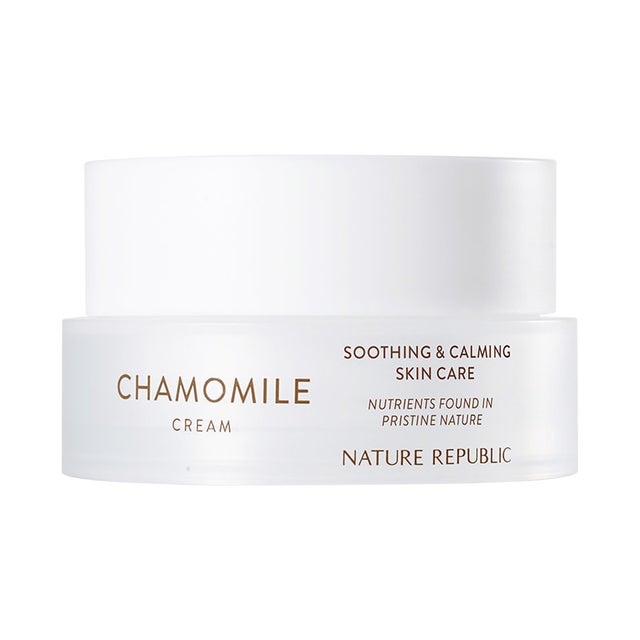 CHAMOMILE
CREAM
SOOTHING & CALMING
SKIN CARE
NUTRIENTS FOUND IN
PRISTINE NATURE
NATURE REPUBLIC